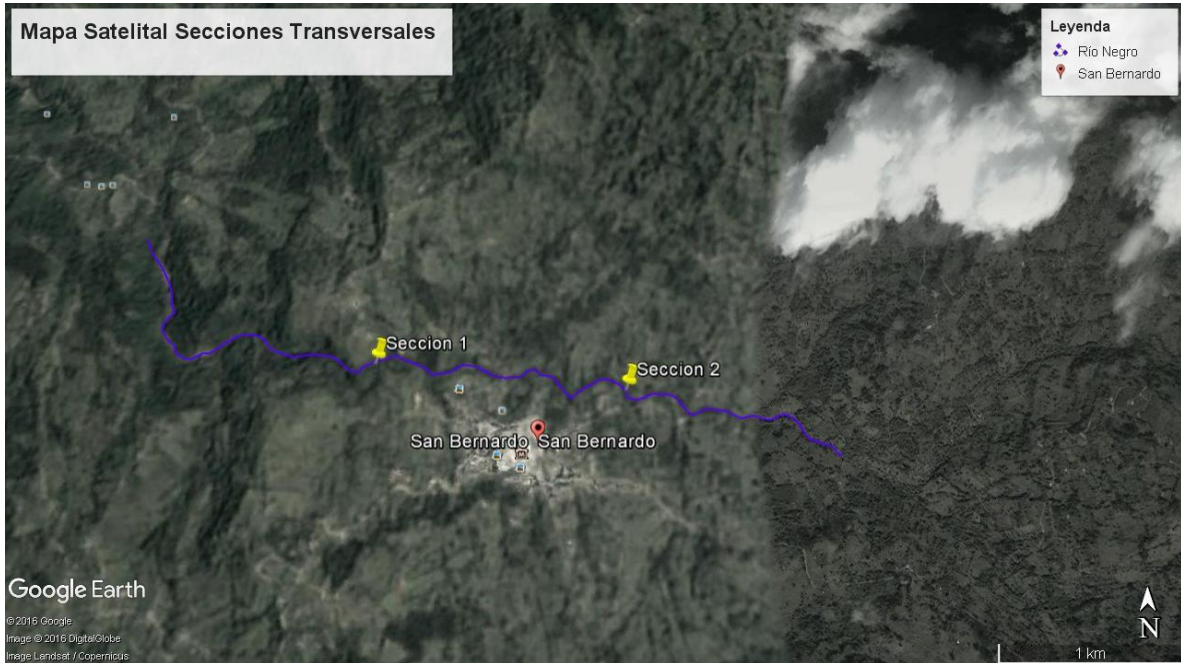 Mapa Satelital Secciones Transversales
Leyenda
Río Negro
San Bernardo
Seccion 1
Seccion 2
San Bernardo
San Bernardo
Google Earth
© 2016 Google
Image © 2016 DigitalGlobe
Image Landsat / Copernicus
N
1 km